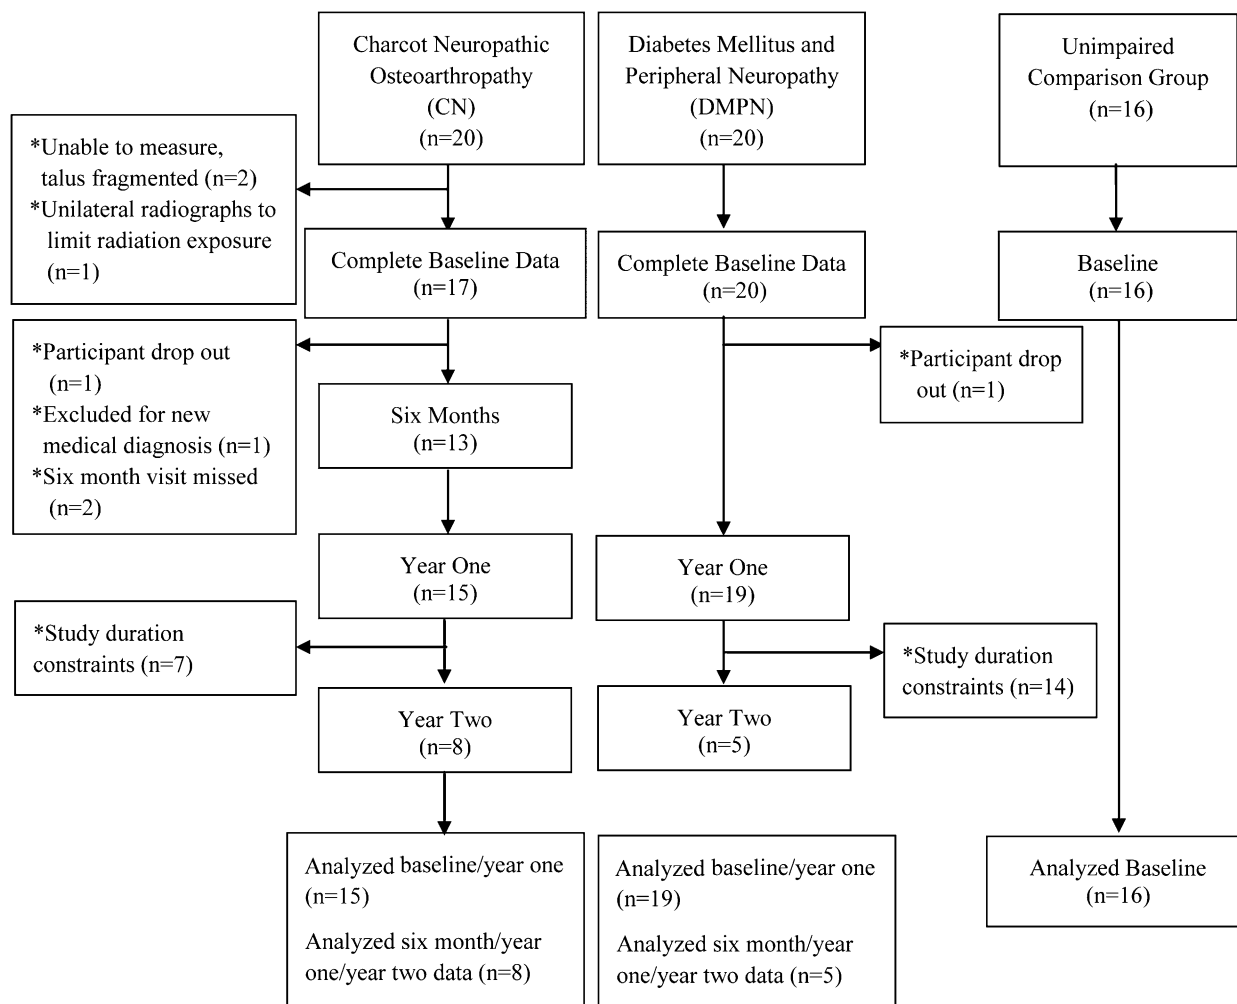 Charcot Neuropathic
Osteoarthropathy
(CN)
(n=20)
Diabetes Mellitus and
Peripheral Neuropathy
(DMPN)
(n=20)
Unimpaired
Comparison Group
(n=16)
*Unable to measure,
talus fragmented (n=2)
*Unilateral radiographs to
limit radiation exposure
(n=1)
Complete Baseline Data
(n=17)
Complete Baseline Data
(n=20)
Baseline
(n=16)
*Participant drop out
(n=1)
*Excluded for new
medical diagnosis (n=1)
*Six month visit missed
(n=2)
*Participant drop
out (n=1)
Six Months
(n=13)
Year One
(n=15)
Year One
(n=19)
*Study duration
constraints (n=7)
*Study duration
constraints (n=14)
Year Two
(n=8)
Year Two
(n=5)
Analyzed baseline/year one
(n=15)
Analyzed six month/year
one/year two data (n=8)
Analyzed baseline/year one
(n=19)
Analyzed six month/year
one/year two data (n=5)
Analyzed Baseline
(n=16)